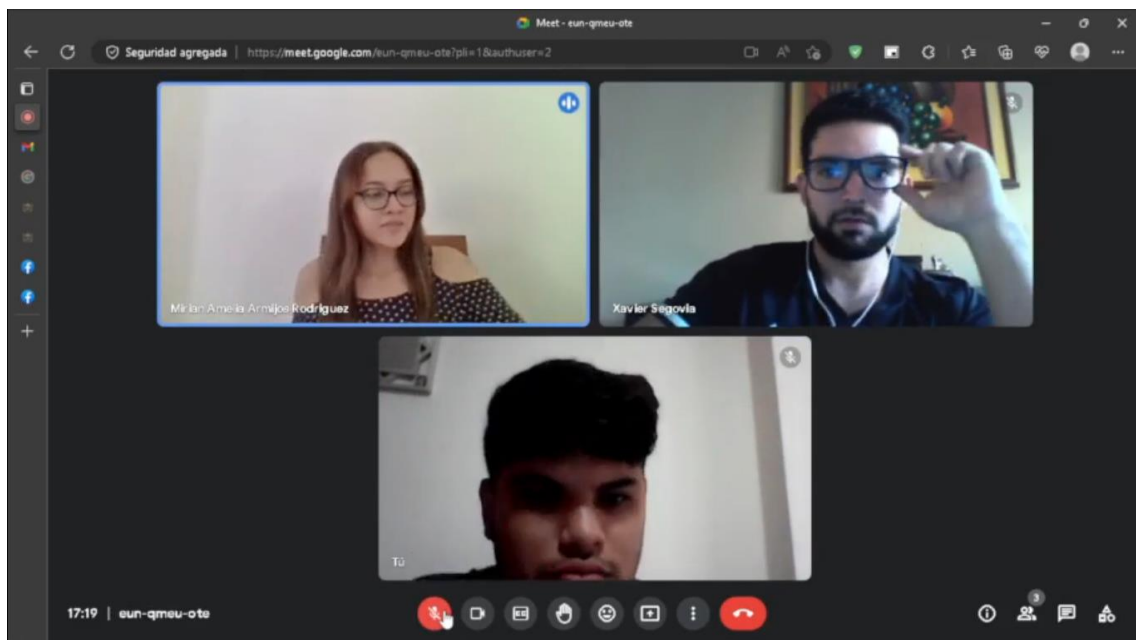 Meet - eun-qmeu-ote
Seguridad agregada | https://meet.google.com/eun-qmeu-ote?pli=1&authuser=2
Mirian Amelia Armijos Rodriguez
Xavier Segovia
Tú
17:19 | eun-qmeu-ote
3